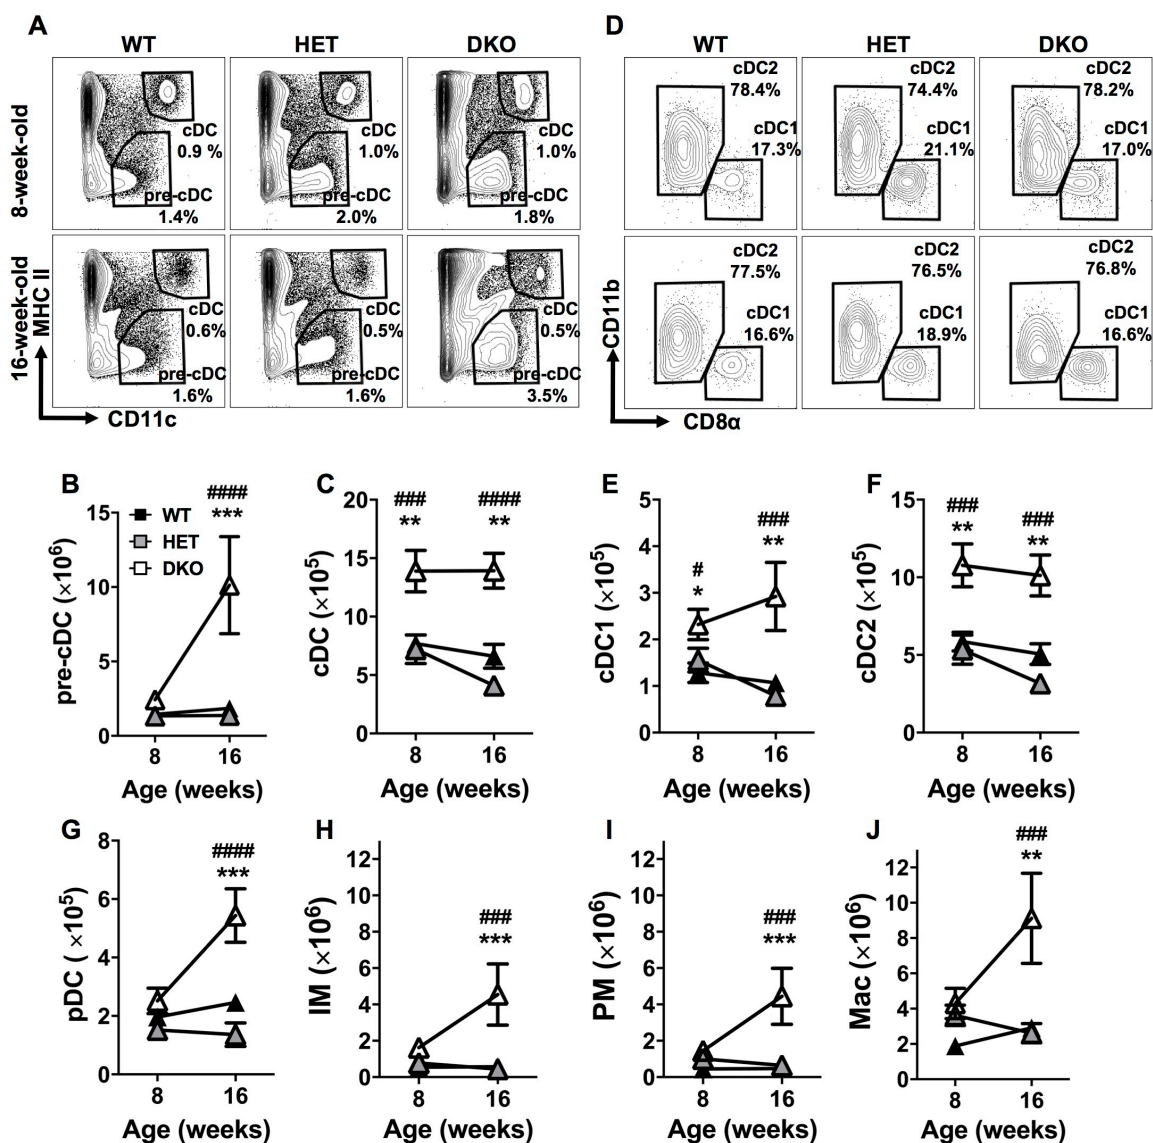 A
WT
HET
DKO
8-week-old
cDC
0.9 %
pre-cDC
1.4%
cDC
1.0%
pre-cDC
2.0%
cDC
1.0%
pre-cDC
1.8%
16-week-old
cDC
0.6%
pre-cDC
1.6%
cDC
0.5%
pre-cDC
1.6%
cDC
0.5%
pre-cDC
3.5%
MHC II
CD11c
D
WT
HET
DKO
cDC2
78.4%
cDC1
17.3%
cDC2
74.4%
cDC1
21.1%
cDC2
78.2%
cDC1
17.0%
cDC2
77.5%
cDC1
16.6%
cDC2
76.5%
cDC1
18.9%
cDC2
76.8%
cDC1
16.6%
CD11b
CD8α
B
####
***
WT
HET
DKO
pre-cDC (×10⁶)
15
10
5
0
8
16
Age (weeks)
C
###
**
####
**
cDC (×10⁵)
20
15
10
5
0
8
16
Age (weeks)
E
#
*
###
**
cDC1 (×10⁵)
5
4
3
2
1
0
8
16
Age (weeks)
F
###
**
###
**
cDC2 (×10⁵)
15
10
5
0
8
16
Age (weeks)
G
####
***
pDC ( ×10⁵)
8
6
4
2
0
8
16
Age (weeks)
H
###
***
IM (×10⁶)
12
10
8
6
4
2
0
8
16
Age (weeks)
I
###
***
PM (×10⁶)
12
10
8
6
4
2
0
8
16
Age (weeks)
J
###
**
Mac (×10⁶)
12
10
8
6
4
2
0
8
16
Age (weeks)